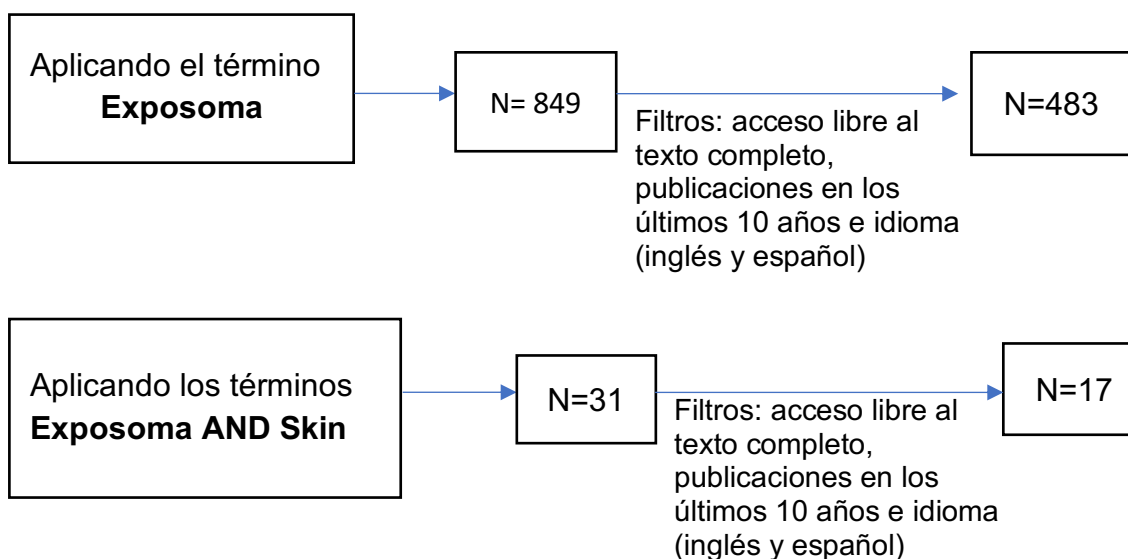 Aplicando el término
Exposoma
N= 849
Filtros: acceso libre al
texto completo,
publicaciones en los
últimos 10 años e idioma
(inglés y español)
N=483
Aplicando los términos
Exposoma AND Skin
N=31
Filtros: acceso libre al
texto completo,
publicaciones en los
últimos 10 años e idioma
(inglés y español)
N=17